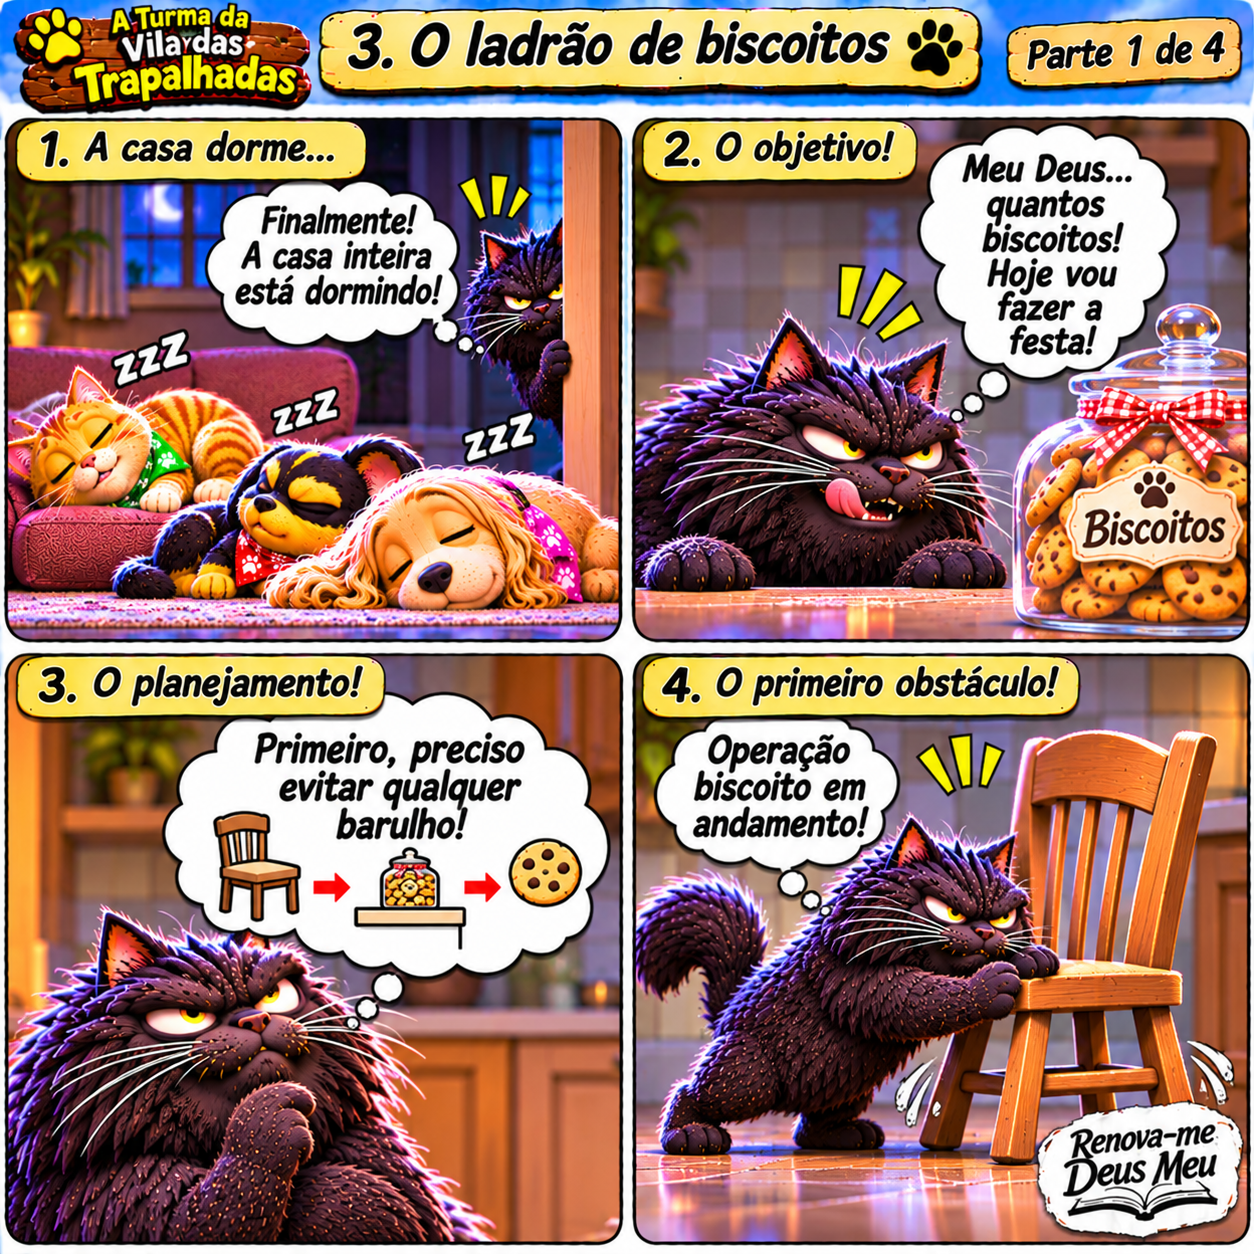 A Turma da
Vila das
Trapalhadas
3. O ladrão de biscoitos
Parte 1 de 4
1. A casa dorme...
Finalmente!
A casa inteira
está dormindo!
zzz
zzz
zzz
2. O objetivo!
Meu Deus...
quantos
biscoitos!
Hoje vou
fazer a
festa!
Biscoitos
3. O planejamento!
Primeiro, preciso
evitar qualquer
barulho!
4. O primeiro obstáculo!
Operação
biscoito em
andamento!
Renova-me
Deus Meu